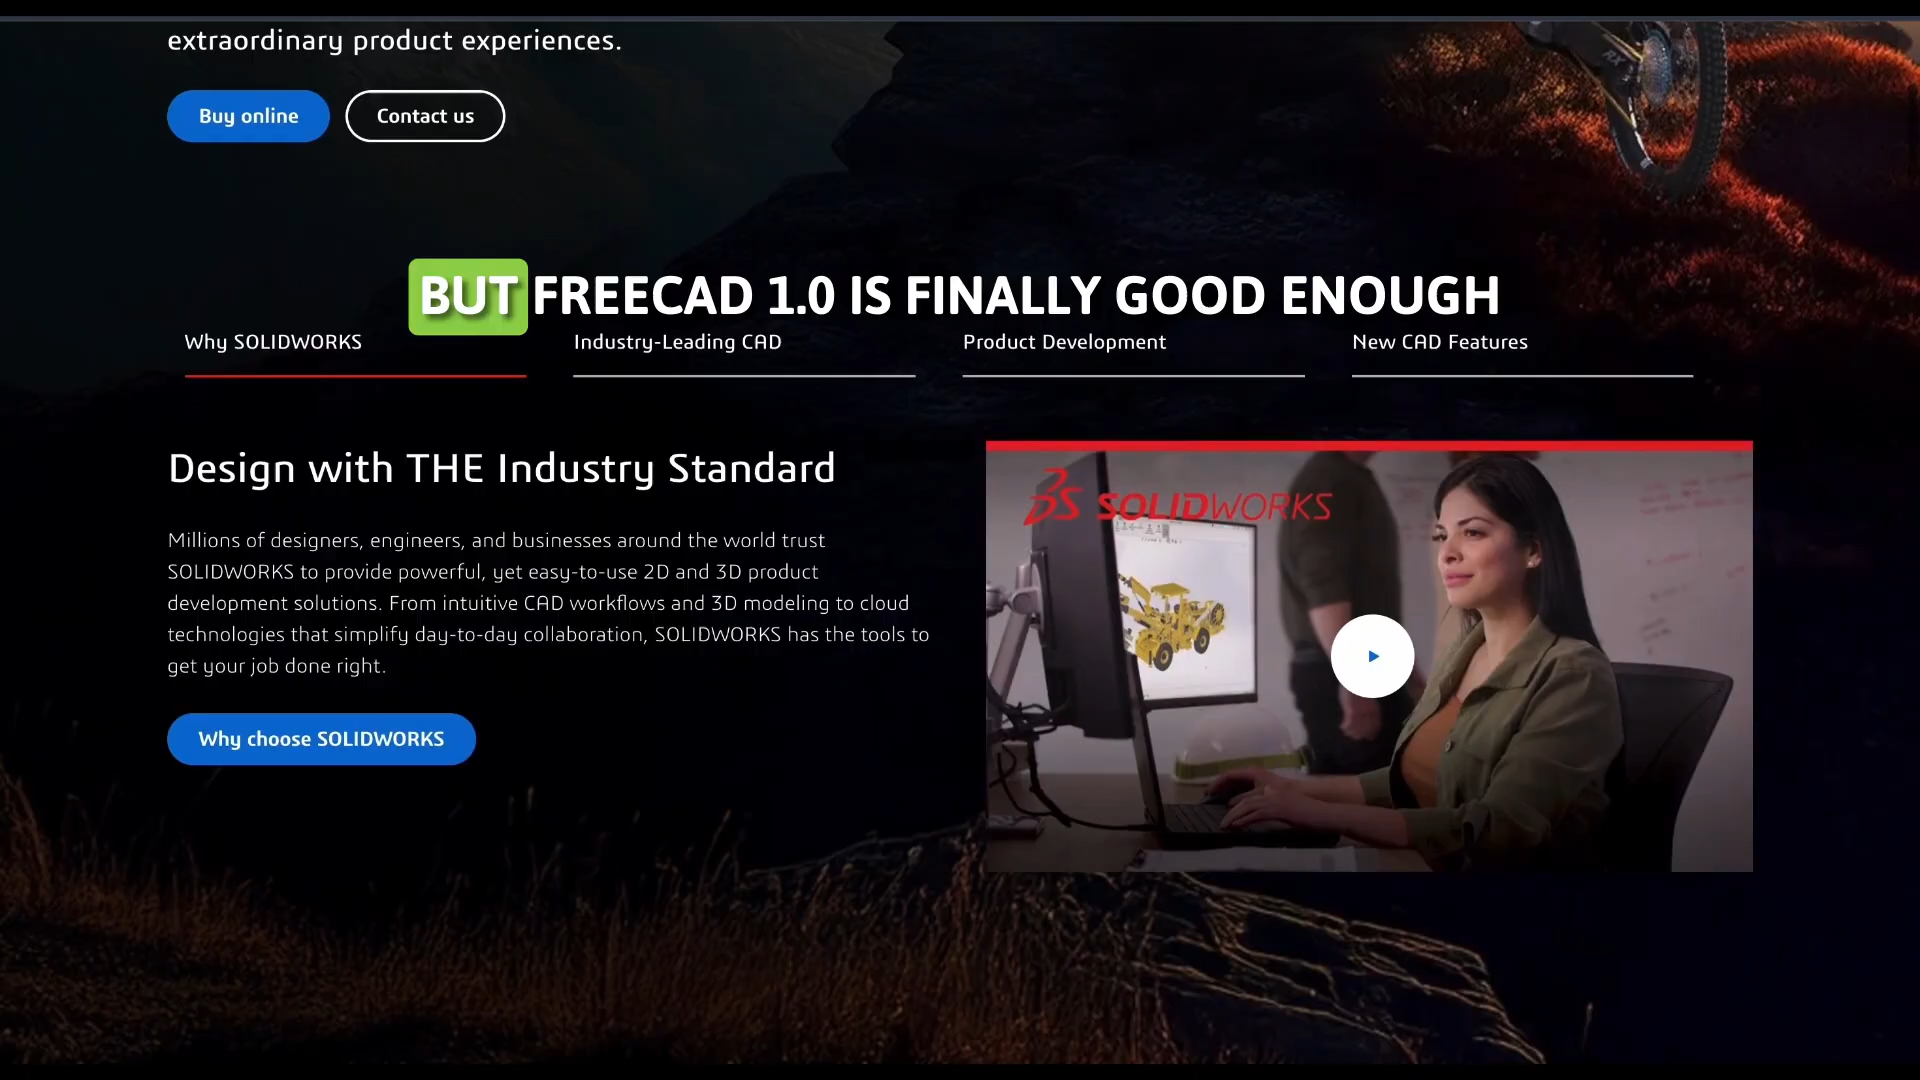 extraordinary product experiences.
Buy online
Contact us
BUT FREECAD 1.0 IS FINALLY GOOD ENOUGH
Why SOLIDWORKS
Industry-Leading CAD
Product Development
New CAD Features
Design with THE Industry Standard
Millions of designers, engineers, and businesses around the world trust
SOLIDWORKS to provide powerful, yet easy-to-use 2D and 3D product
development solutions. From intuitive CAD workflows and 3D modeling to cloud
technologies that simplify day-to-day collaboration, SOLIDWORKS has the tools to
get your job done right.
Why choose SOLIDWORKS
SOLIDWORKS